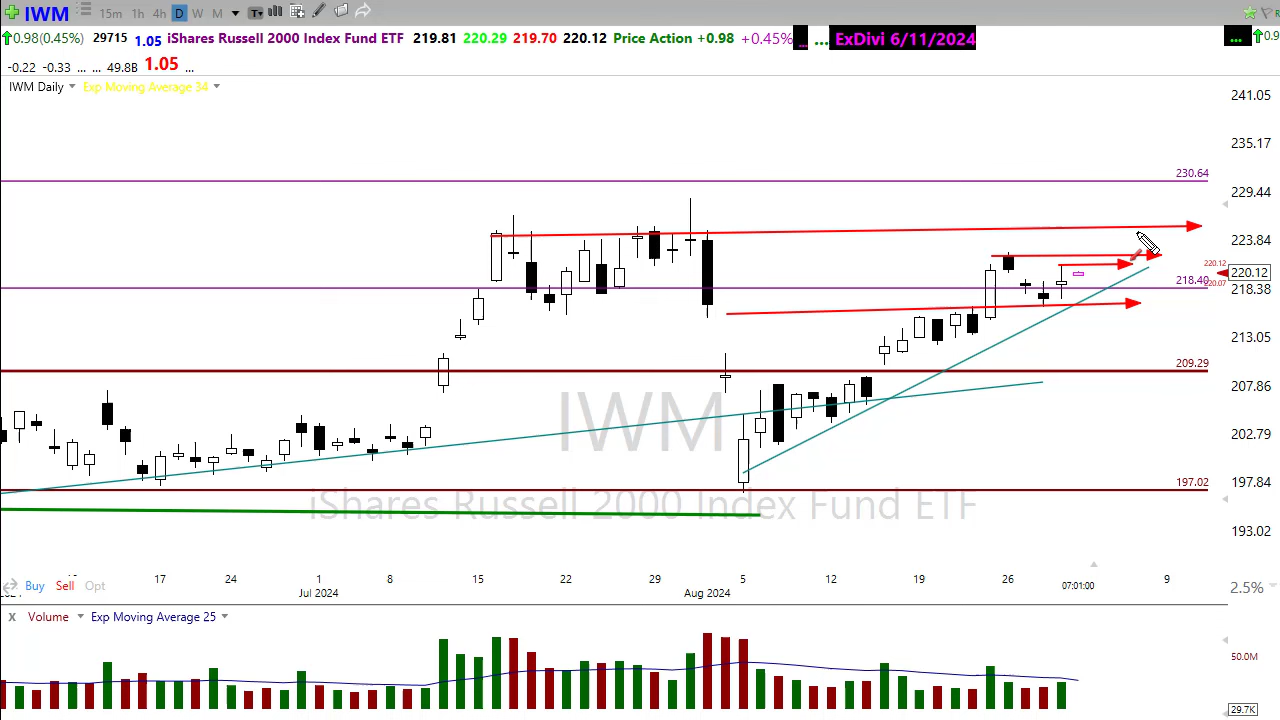 IWM 15m 1h 4h D W M T
0.98(0.45%) 29715 1.05 iShares Russell 2000 Index Fund ETF 219.81 220.29 219.70 220.12 Price Action +0.98 +0.45% ... ... ExDivi 6/11/2024 ... 0.9
-0.22 -0.33 ... ... 49.8B 1.05 ...
IWM Daily Exp Moving Average 34
241.05
235.17
230.64
229.44
223.84
220.12
220.12
218.40 220.07
218.38
213.05
209.29
207.86
IWM
202.79
197.02
197.84
iShares Russell 2000 Index Fund ETF
193.02
17 24 1 8 15 22 29 5 12 19 26 07:01:00 9
Buy Sell Opt
2.5%
Jul 2024 Aug 2024
X Volume Exp Moving Average 25
50.0M
29.7K